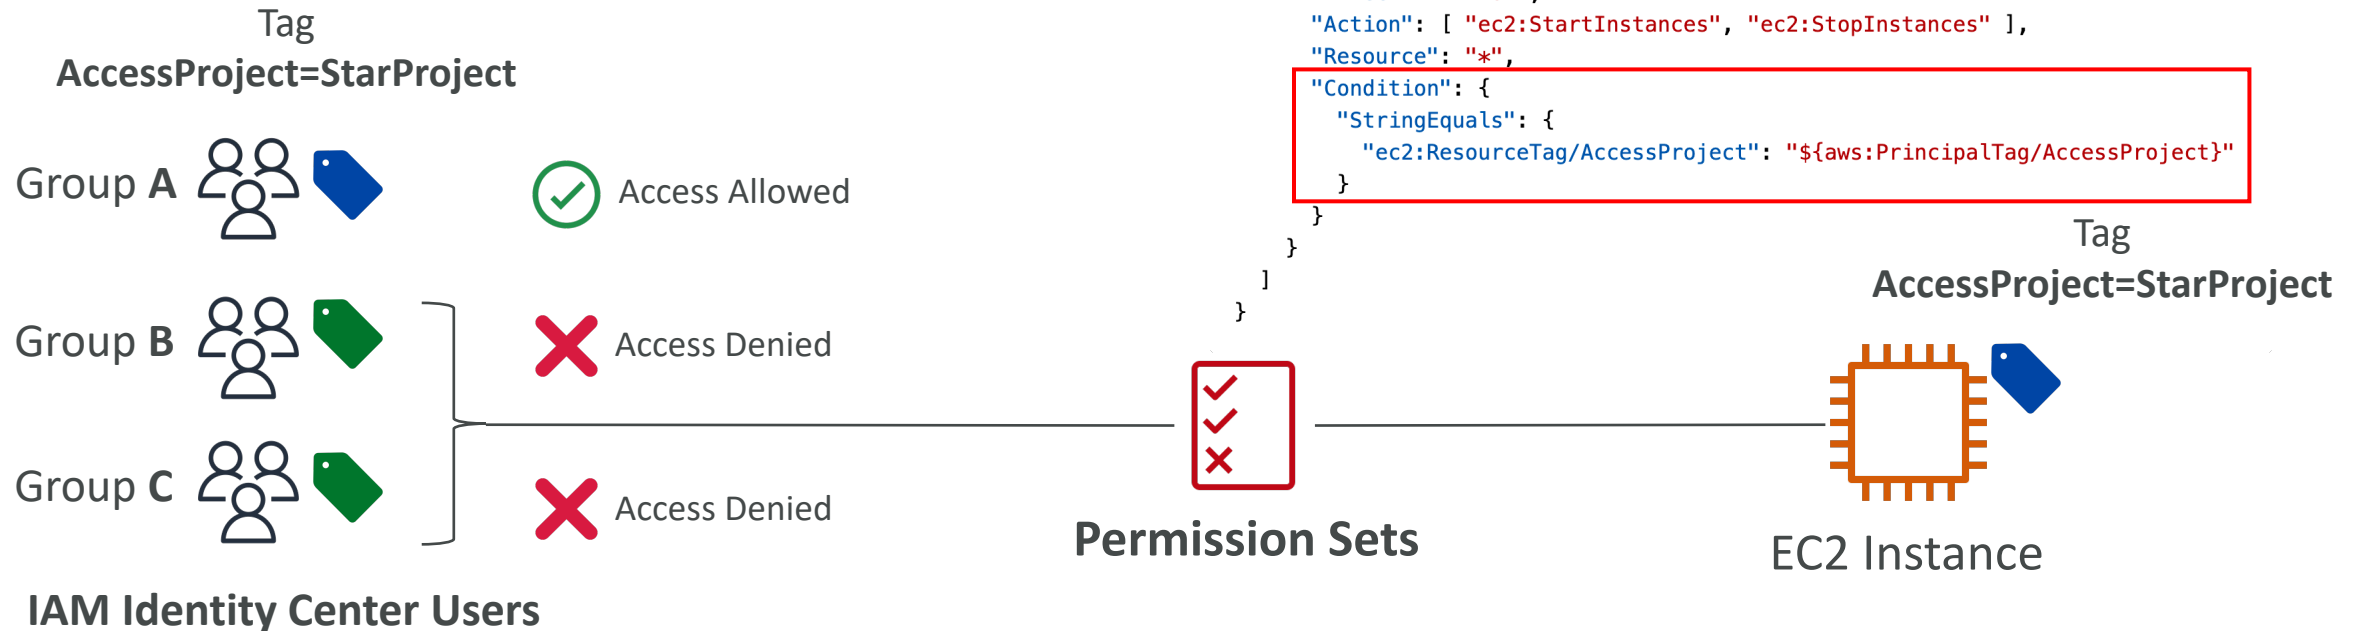 Tag
AccessProject=StarProject
Group A
Access Allowed
Group B
Access Denied
Group C
Access Denied
IAM Identity Center Users
"Action": [ "ec2:StartInstances", "ec2:StopInstances" ],
"Resource": "*",
"Condition": {
"StringEquals": {
"ec2:ResourceTag/AccessProject": "${aws:PrincipalTag/AccessProject}"
}
}
}
]
}
Permission Sets
Tag
AccessProject=StarProject
EC2 Instance